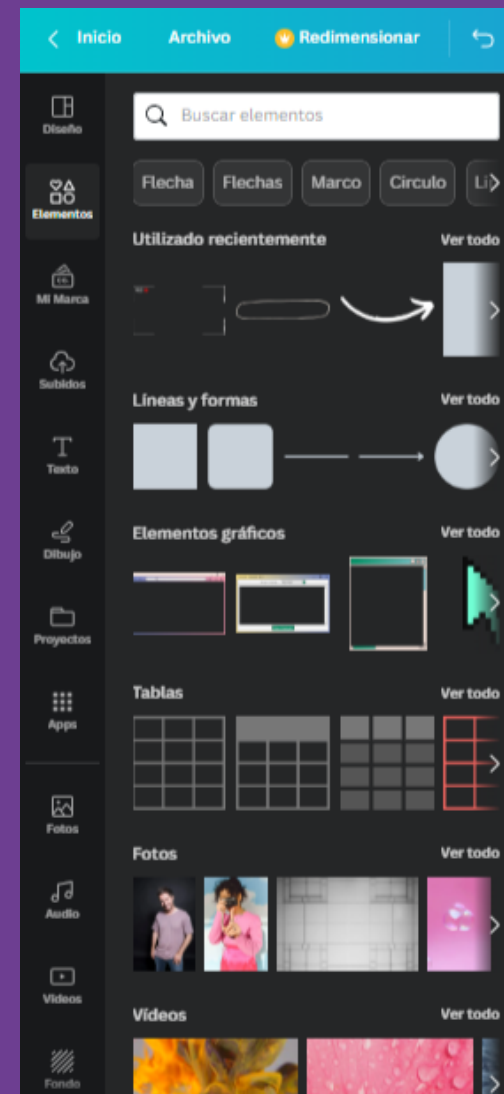 Inicio Archivo Redimensionar
Diseño
Elementos
Mi Marca
Subidos
Texto
Dibujo
Proyectos
Apps
Fotos
Audio
Videos
Fondo
Buscar elementos
Flecha Flechas Marco Circulo Li
Utilizado recientemente Ver todo
Líneas y formas Ver todo
Elementos gráficos Ver todo
Tablas Ver todo
Fotos Ver todo
Vídeos Ver todo